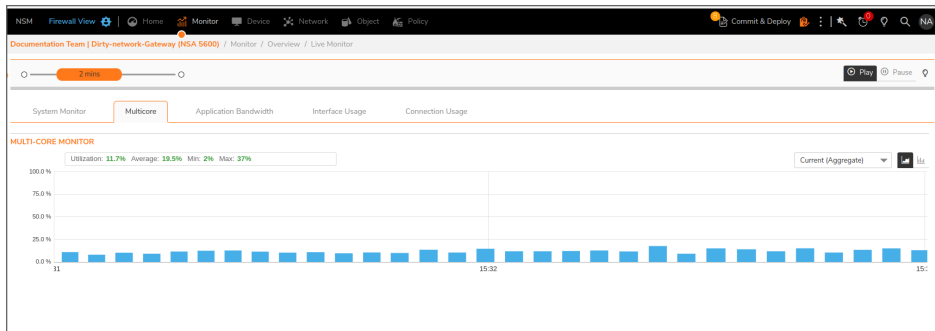 NSM Firewall View Home Monitor Device Network Object Policy Commit & Deploy 0 NA
Documentation Team | Dirty-network-Gateway (NSA 5600) / Monitor / Overview / Live Monitor
2 mins Play Pause
System Monitor Multicore Application Bandwidth Interface Usage Connection Usage
MULTI-CORE MONITOR
Utilization: 11.7% Average: 19.5% Min: 2% Max: 37% Current (Aggregate)
100.0 %
75.0 %
50.0 %
25.0 %
0.0 %
31 15:32 15: